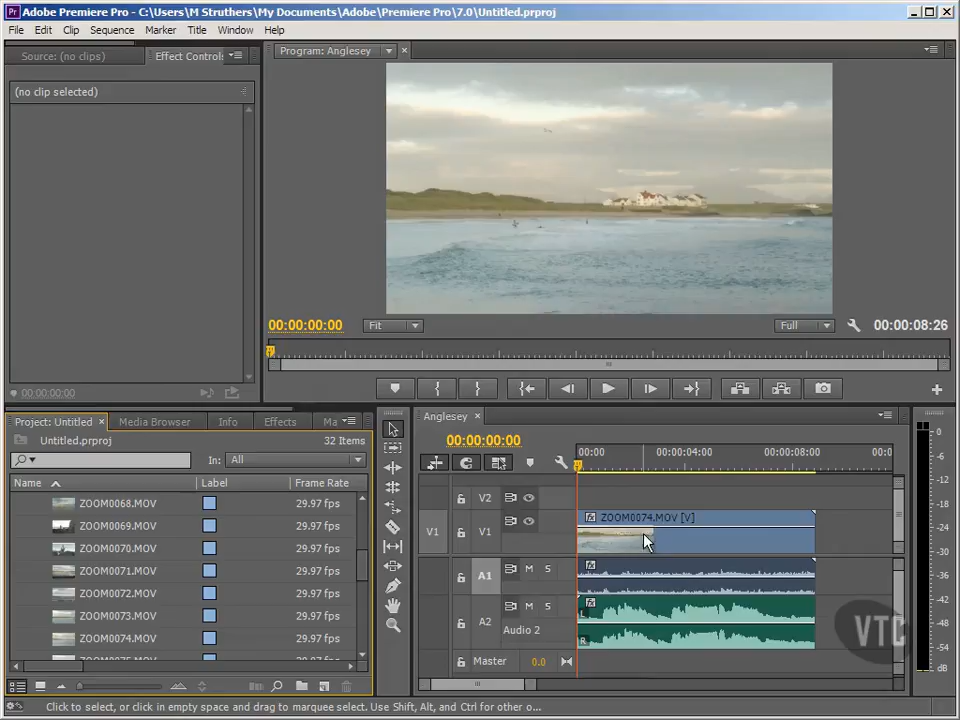 Pr Adobe Premiere Pro - C:\Users\M Struthers\My Documents\Adobe\Premiere Pro\7.0\Untitled.prproj
File Edit Clip Sequence Marker Title Window Help
Source: (no clips) Effect Controls
Program: Anglesey
(no clip selected)
00:00:00:00
00:00:00:00 Fit Full 00:00:08:26
Project: Untitled Media Browser Info Effects Ma
Untitled.prproj 32 Items
In: All
Name Label Frame Rate
ZOOM0068.MOV 29.97 fps
ZOOM0069.MOV 29.97 fps
ZOOM0070.MOV 29.97 fps
ZOOM0071.MOV 29.97 fps
ZOOM0072.MOV 29.97 fps
ZOOM0073.MOV 29.97 fps
ZOOM0074.MOV 29.97 fps
Anglesey
00:00:00:00
00:00 00:00:04:00 00:00:08:00 00:0
V2
V1 V1 fx ZOOM0074.MOV [V]
A1 M S fx
A2 M S fx
Audio 2
L
R
Master 0.0
0
-6
-12
-18
-24
-30
-36
-42
-48
-54
dB
VTC
Click to select, or click in empty space and drag to marquee select. Use Shift, Alt, and Ctrl for other o...